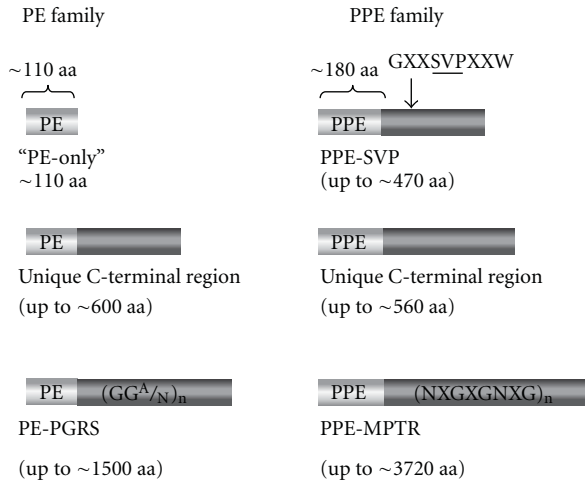 PE family
~110 aa
PE
"PE-only"
~110 aa
PE
Unique C-terminal region
(up to ~600 aa)
PE
(GGA/N)n
PE-PGRS
(up to ~1500 aa)
PPE family
GXXSVPXXW
~180 aa
PPE
PPE-SVP
(up to ~470 aa)
PPE
Unique C-terminal region
(up to ~560 aa)
PPE
(NXGXGNXG)n
PPE-MPTR
(up to ~3720 aa)